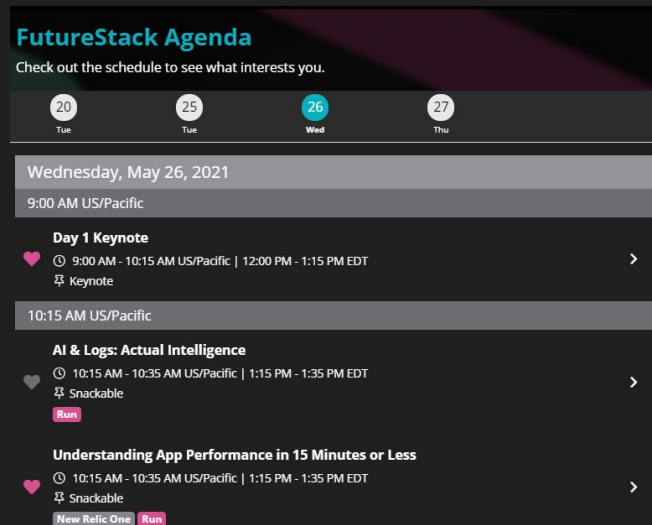 FutureStack Agenda
Check out the schedule to see what interests you.
20 25 26 27
Tue Tue Wed Thu
Wednesday, May 26, 2021
9:00 AM US/Pacific
Day 1 Keynote
9:00 AM - 10:15 AM US/Pacific | 12:00 PM - 1:15 PM EDT
Keynote
10:15 AM US/Pacific
AI & Logs: Actual Intelligence
10:15 AM - 10:35 AM US/Pacific | 1:15 PM - 1:35 PM EDT
Snackable
Run
Understanding App Performance in 15 Minutes or Less
10:15 AM - 10:35 AM US/Pacific | 1:15 PM - 1:35 PM EDT
Snackable
New Relic One Run